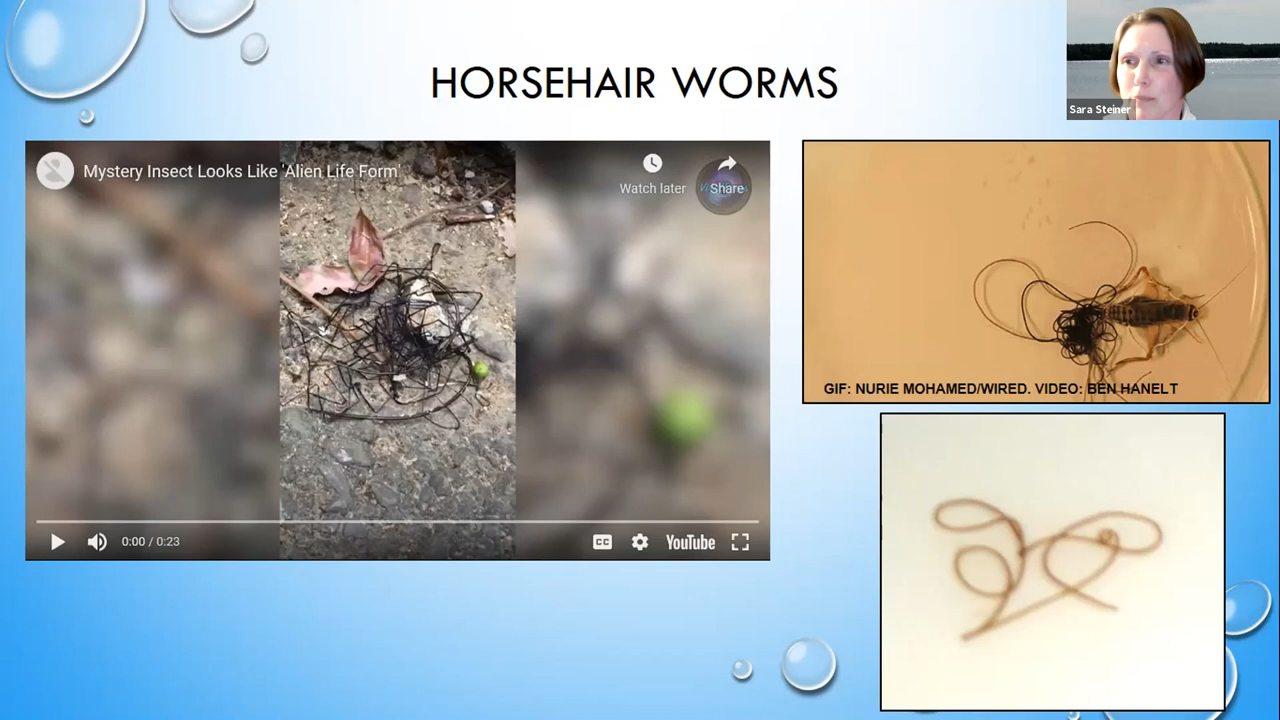 HORSEHAIR WORMS
Sara Steiner
Mystery Insect Looks Like 'Alien Life Form'
Watch later
Share
GIF: NURIE MOHAMED/WIRED. VIDEO: BEN HANELT
0:00 / 0:23
CC
YouTube